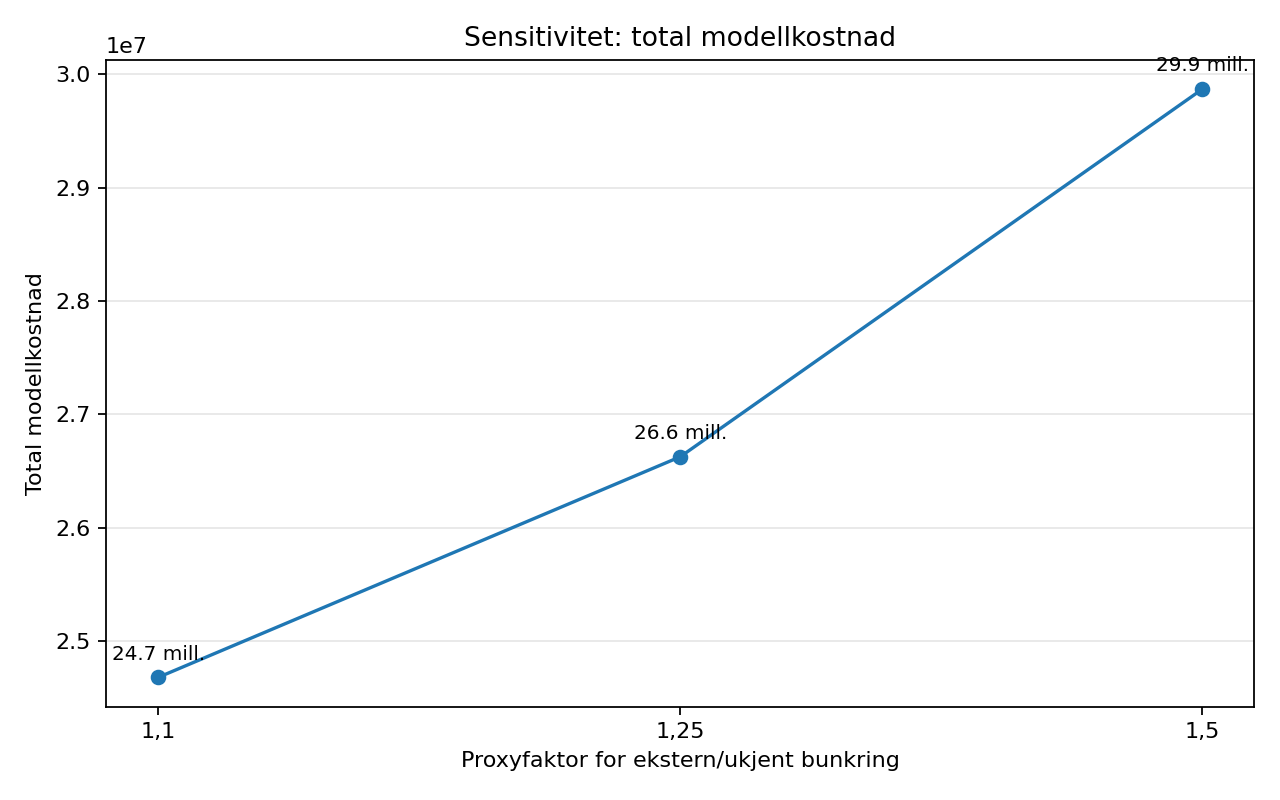 Sensitivitet: total modellkostnad
1e7
3.0
2.9
2.8
2.7
2.6
2.5
Total modellkostnad
29.9 mill.
26.6 mill.
24.7 mill.
1,1
1,25
1,5
Proxyfaktor for ekstern/ukjent bunkring